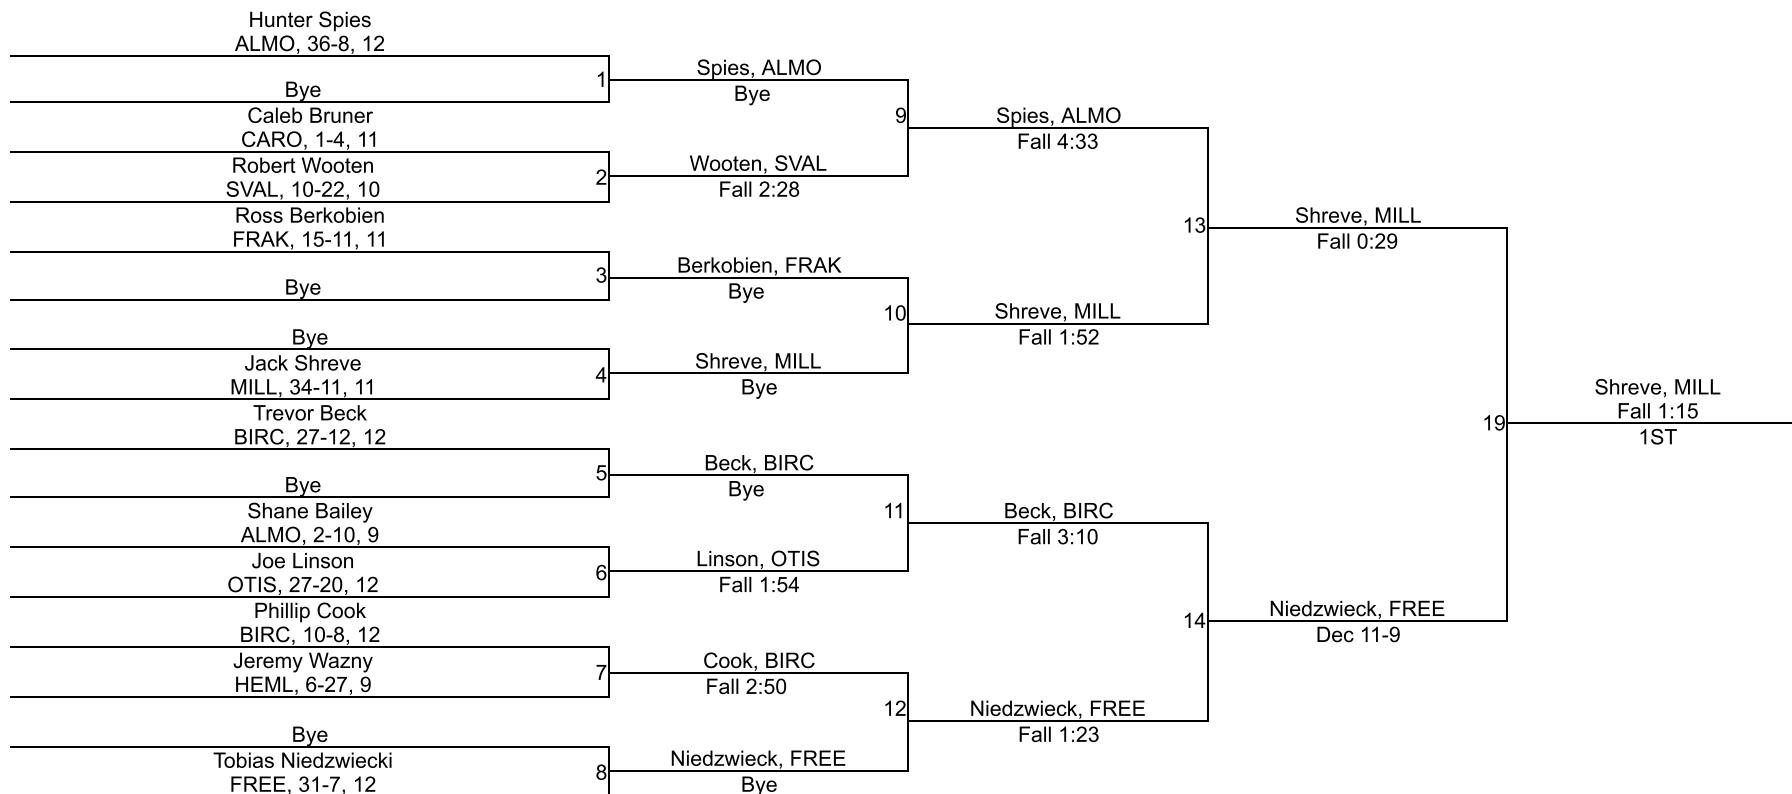 Hunter Spies
ALMO, 36-8, 12
Bye
1
Caleb Bruner
CARO, 1-4, 11
Robert Wooten
SVAL, 10-22, 10
2
Ross Berkobien
FRAK, 15-11, 11
Bye
3
Bye
Jack Shreve
MILL, 34-11, 11
4
Trevor Beck
BIRC, 27-12, 12
Bye
5
Shane Bailey
ALMO, 2-10, 9
Joe Linson
OTIS, 27-20, 12
6
Phillip Cook
BIRC, 10-8, 12
Jeremy Wazny
HEML, 6-27, 9
7
Bye
Tobias Niedzwiecki
FREE, 31-7, 12
8
Spies, ALMO
Bye
9
Wooten, SVAL
Fall 2:28
Berkobien, FRAK
Bye
10
Shreve, MILL
Bye
Beck, BIRC
Bye
11
Linson, OTIS
Fall 1:54
Cook, BIRC
Fall 2:50
12
Niedzwieck, FREE
Bye
Spies, ALMO
Fall 4:33
13
Shreve, MILL
Fall 1:52
Beck, BIRC
Fall 3:10
14
Niedzwieck, FREE
Fall 1:23
Shreve, MILL
Fall 0:29
19
Niedzwieck, FREE
Dec 11-9
Shreve, MILL
Fall 1:15
1ST